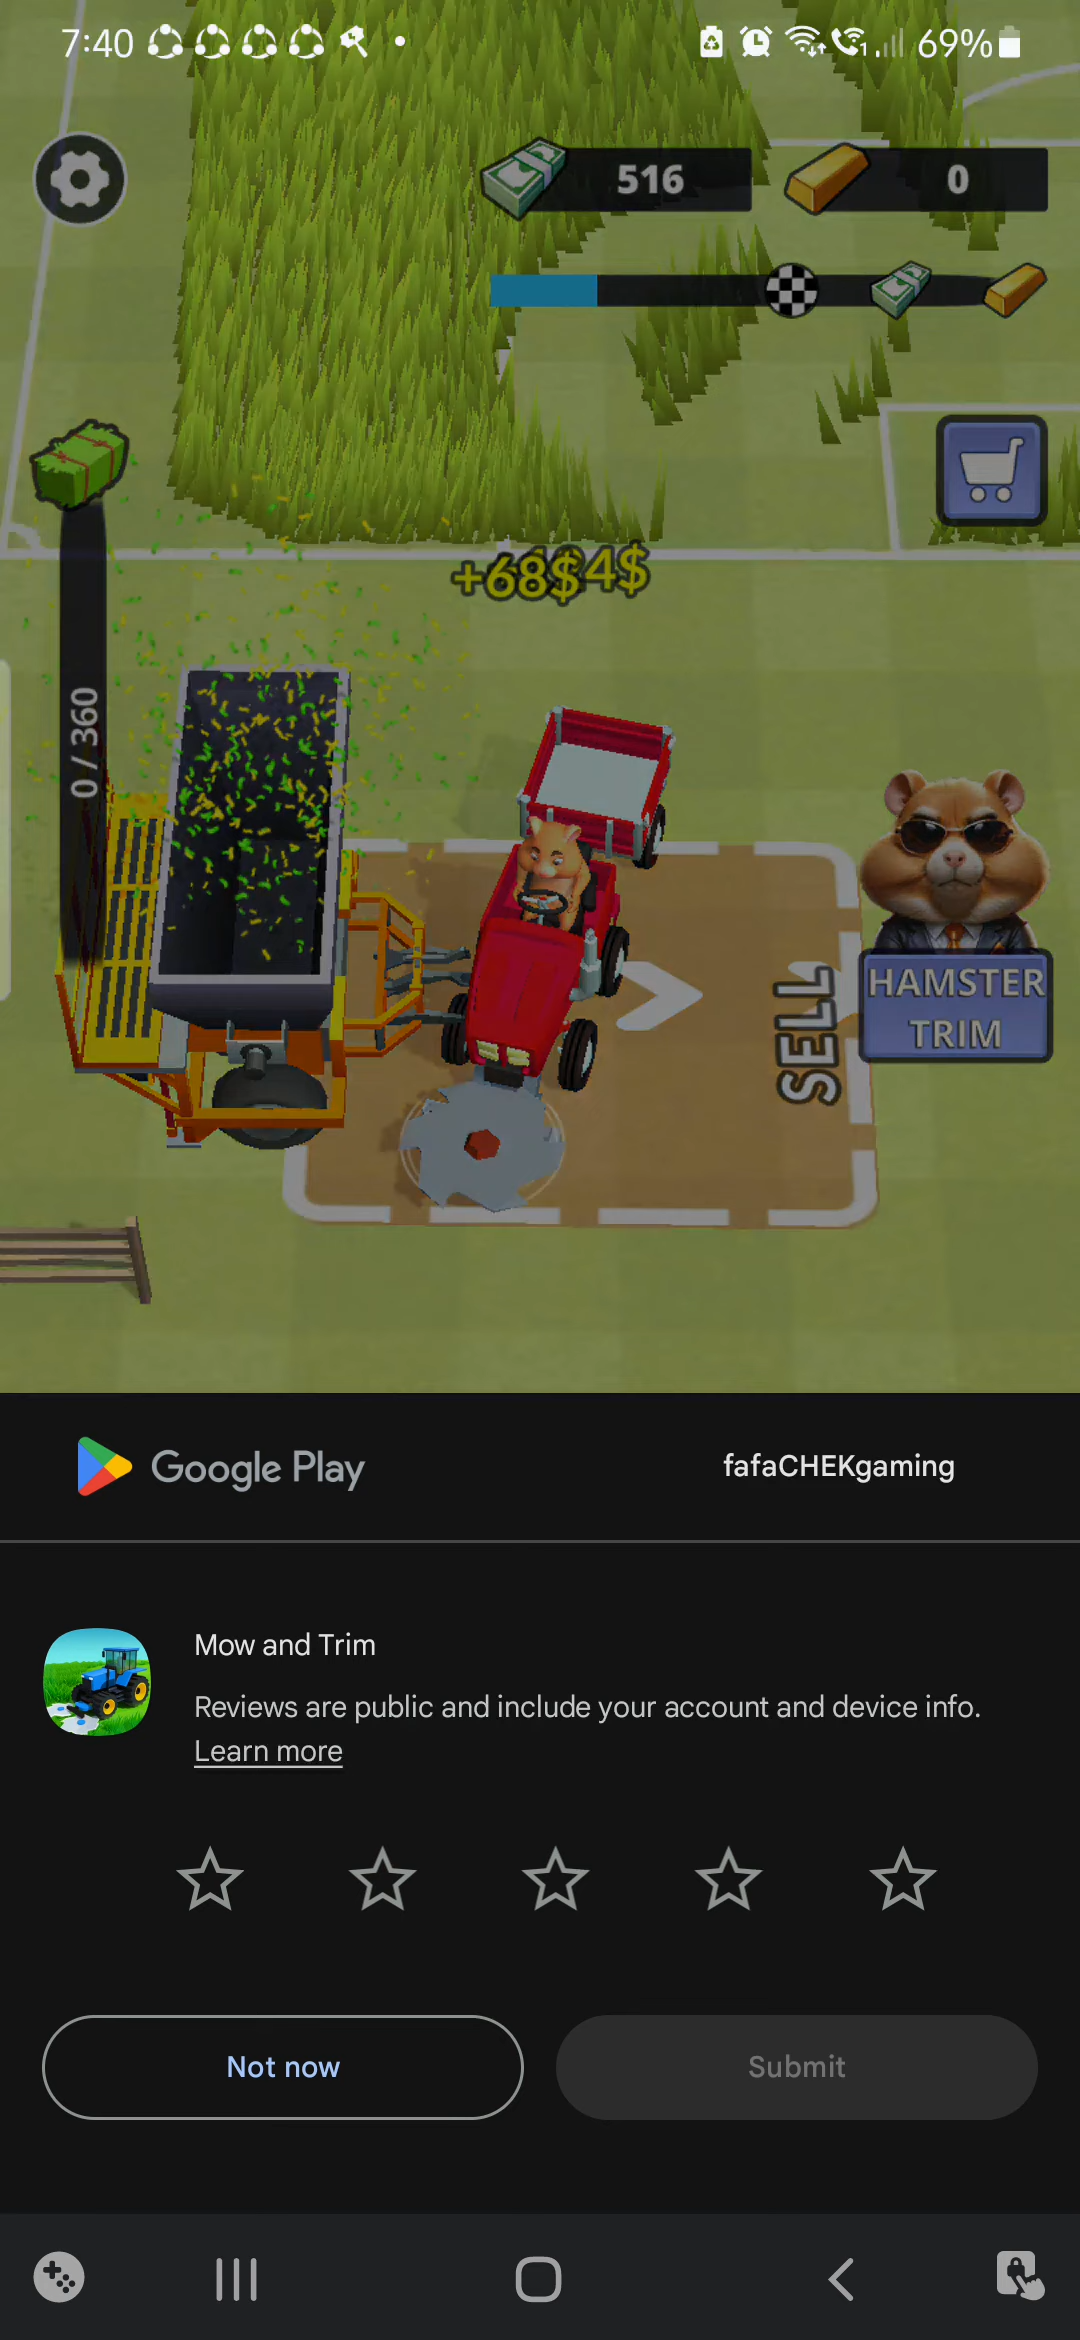 7:40
69%
516
0
+68$4$
0 / 360
SELL
HAMSTER
TRIM
Google Play
fafaCHEKgaming
Mow and Trim
Reviews are public and include your account and device info.
Learn more
Not now
Submit